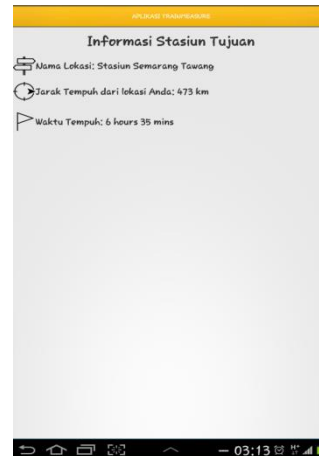 APLIKASI TRAINMEASURE
Informasi Stasiun Tujuan
Nama Lokasi: Stasiun Semarang Tawang
Jarak Tempuh dari lokasi Anda: 473 km
Waktu Tempuh: 6 hours 35 mins
03:13